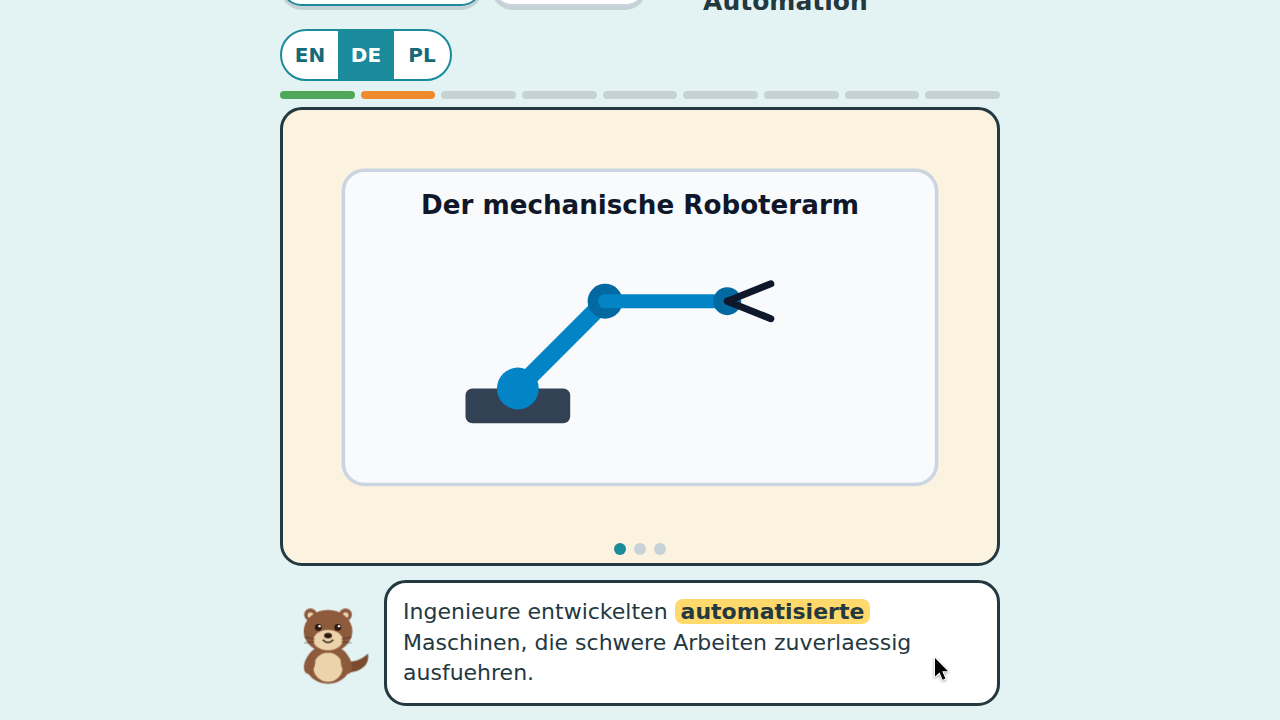 Automation
EN DE PL
Der mechanische Roboterarm
Ingenieure entwickelten automatisierte
Maschinen, die schwere Arbeiten zuverlaessig
ausfuehren.